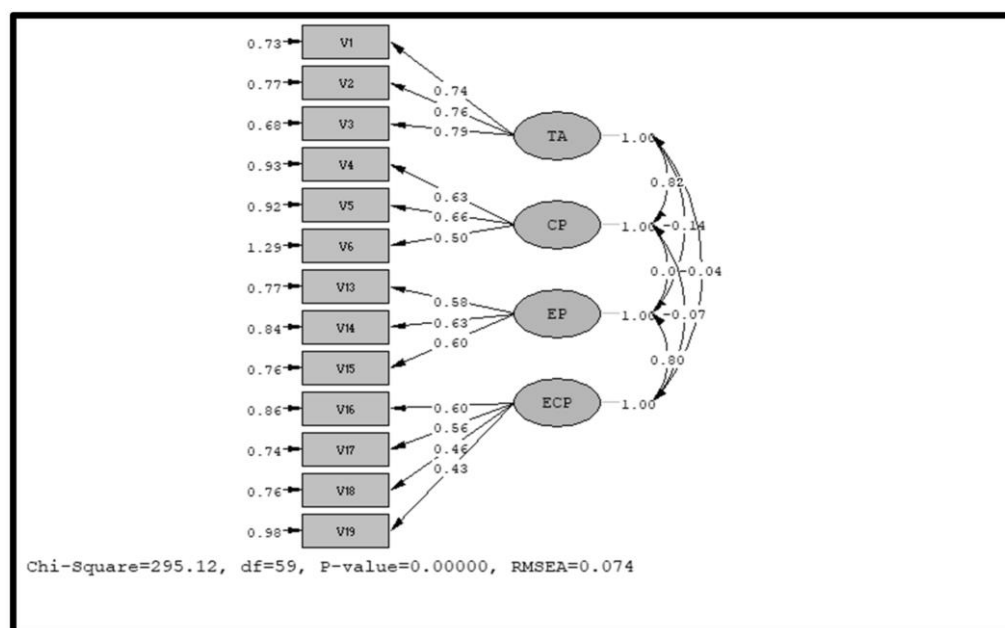 0.73 V1
0.74
0.77 V2
0.76
0.68 V3
0.79
TA 1.00
0.93 V4
0.82
0.63
0.92 V5
0.66
CP 1.00 -0.14
1.29 V6
0.50
-0.04
0.77 V13
0.58
0.84 V14
0.63
EP 1.00 -0.07
0.60
0.76 V15
0.80
0.86 V16
0.60
ECP 1.00
0.56
0.74 V17
0.46
0.43
0.76 V18
0.98 V19
Chi-Square=295.12, df=59, P-value=0.00000, RMSEA=0.074